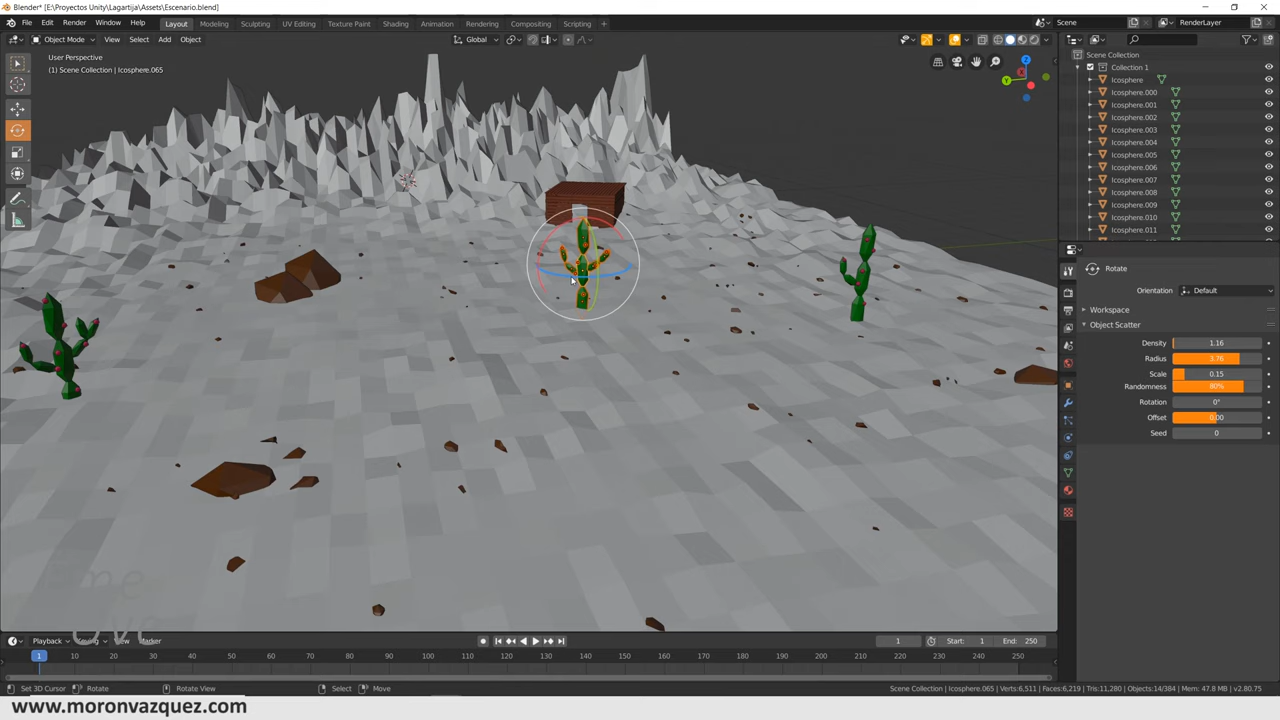 Blender* [E:\Proyectos Unity\Lagartija\Assets\Escenario.blend]
File Edit Render Window Help Layout Modeling Sculpting UV Editing Texture Paint Shading Animation Rendering Compositing Scripting Scene RenderLayer
Object Mode View Select Add Object Global
User Perspective
(1) Scene Collection | Icosphere.065
Z
Y
Scene Collection
Collection 1
Icosphere
Icosphere.000
Icosphere.001
Icosphere.002
Icosphere.003
Icosphere.004
Icosphere.005
Icosphere.006
Icosphere.007
Icosphere.008
Icosphere.009
Icosphere.010
Icosphere.011
Rotate
Orientation Default
Workspace
Object Scatter
Density 1.16
Radius 3.76
Scale 0.15
Randomness 80%
Rotation 0°
Offset 0.00
Seed 0
Playback Keying View Marker 1 Start: 1 End: 250
1 10 20 30 40 50 60 70 80 90 100 110 120 130 140 150 160 170 180 190 200 210 220 230 240 250
Set 3D Cursor Rotate Rotate View Select Move Scene Collection | Icosphere.065 | Verts:6,511 | Faces:6,219 | Tris:11,280 | Objects:14/384 | Mem: 47.8 MB | v2.80.75
www.moronvazquez.com